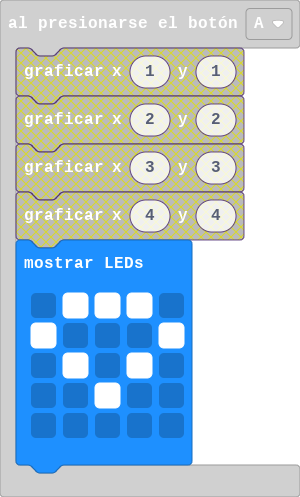 al presionarse el botón A
graficar x 1 y 1
graficar x 2 y 2
graficar x 3 y 3
graficar x 4 y 4
mostrar LEDs